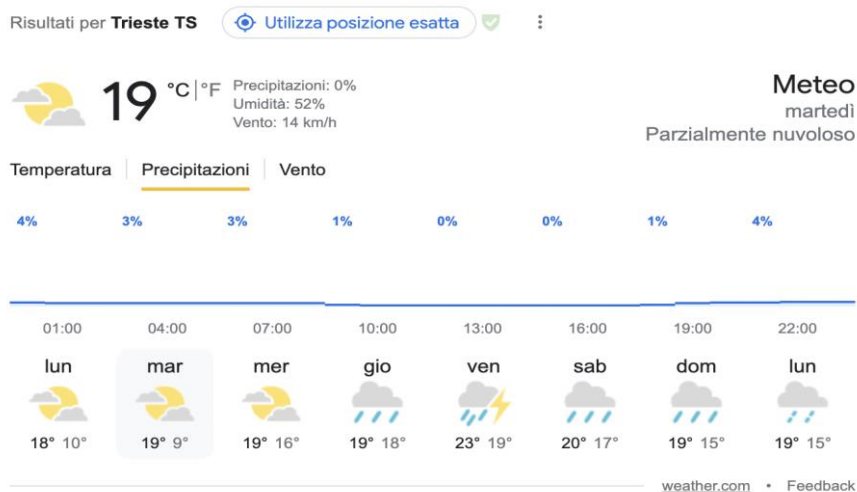 Risultati per Trieste TS Utilizza posizione esatta
19 °C | °F
Precipitazioni: 0%
Umidità: 52%
Vento: 14 km/h
Meteo
martedì
Parzialmente nuvoloso
Temperatura | Precipitazioni | Vento
4% 3% 3% 1% 0% 0% 1% 4%
01:00 04:00 07:00 10:00 13:00 16:00 19:00 22:00
lun mar mer gio ven sab dom lun
18° 10° 19° 9° 19° 16° 19° 18° 23° 19° 20° 17° 19° 15° 19° 15°
weather.com • Feedback